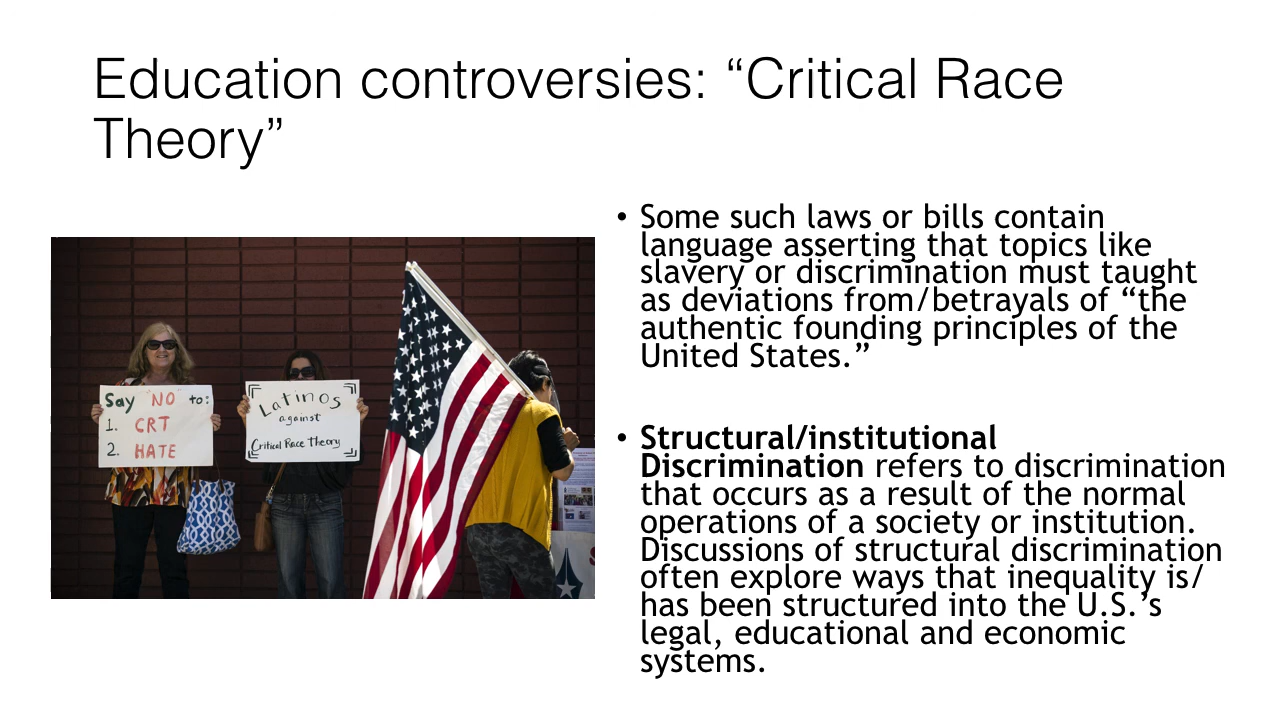 Education controversies: “Critical Race
Theory”
Say "NO" to:
1. CRT
2. HATE
Latinos
against
Critical Race Theory
• Some such laws or bills contain
language asserting that topics like
slavery or discrimination must taught
as deviations from/betrayals of “the
authentic founding principles of the
United States.”
• Structural/institutional
Discrimination refers to discrimination
that occurs as a result of the normal
operations of a society or institution.
Discussions of structural discrimination
often explore ways that inequality is/
has been structured into the U.S.’s
legal, educational and economic
systems.